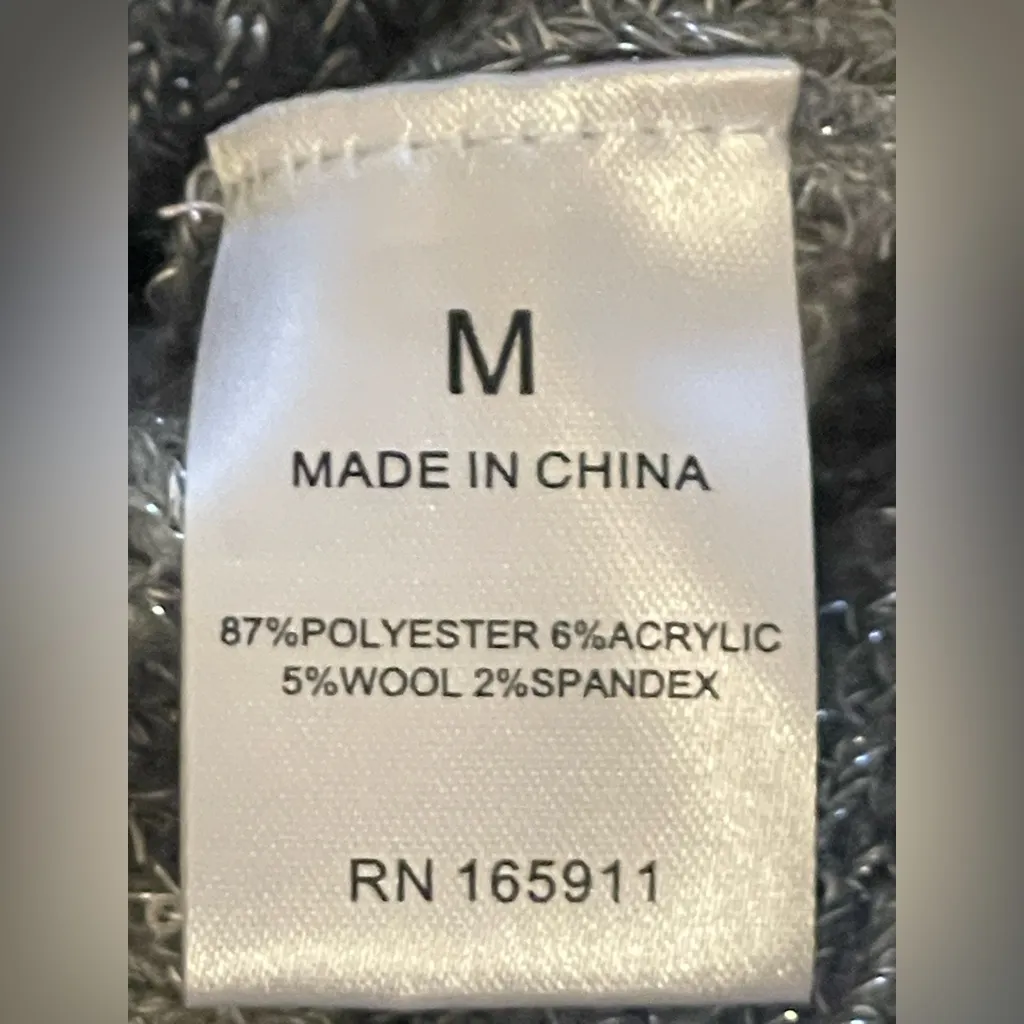 M
MADE IN CHINA
87%POLYESTER 6%ACRYLIC
5%WOOL 2%SPANDEX
RN 165911